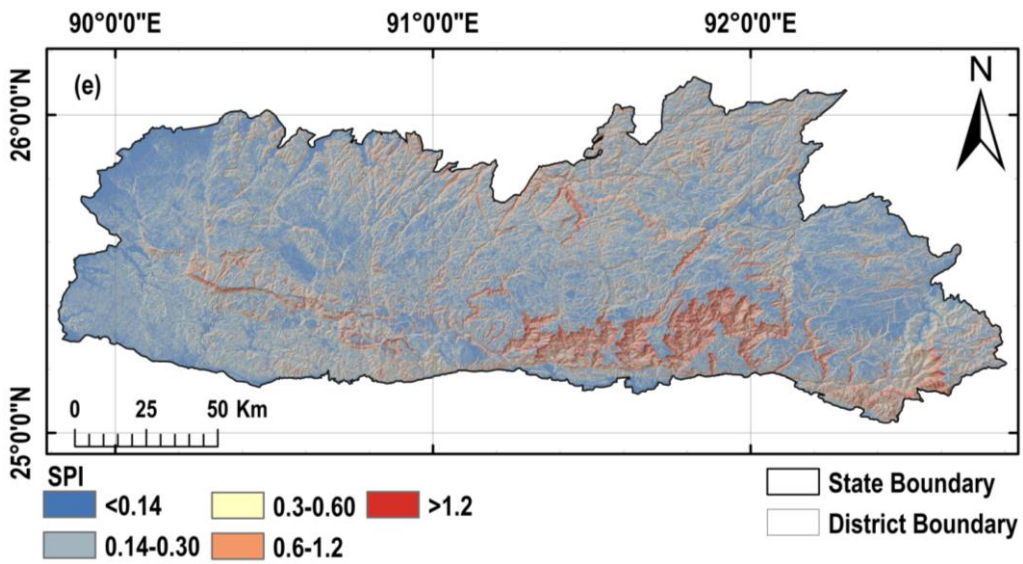 90°0'0"E 91°0'0"E 92°0'0"E
26°0'0"N
(e)
N
25°0'0"N
0 25 50 Km
SPI
<0.14 0.3-0.60 >1.2
0.14-0.30 0.6-1.2
State Boundary
District Boundary